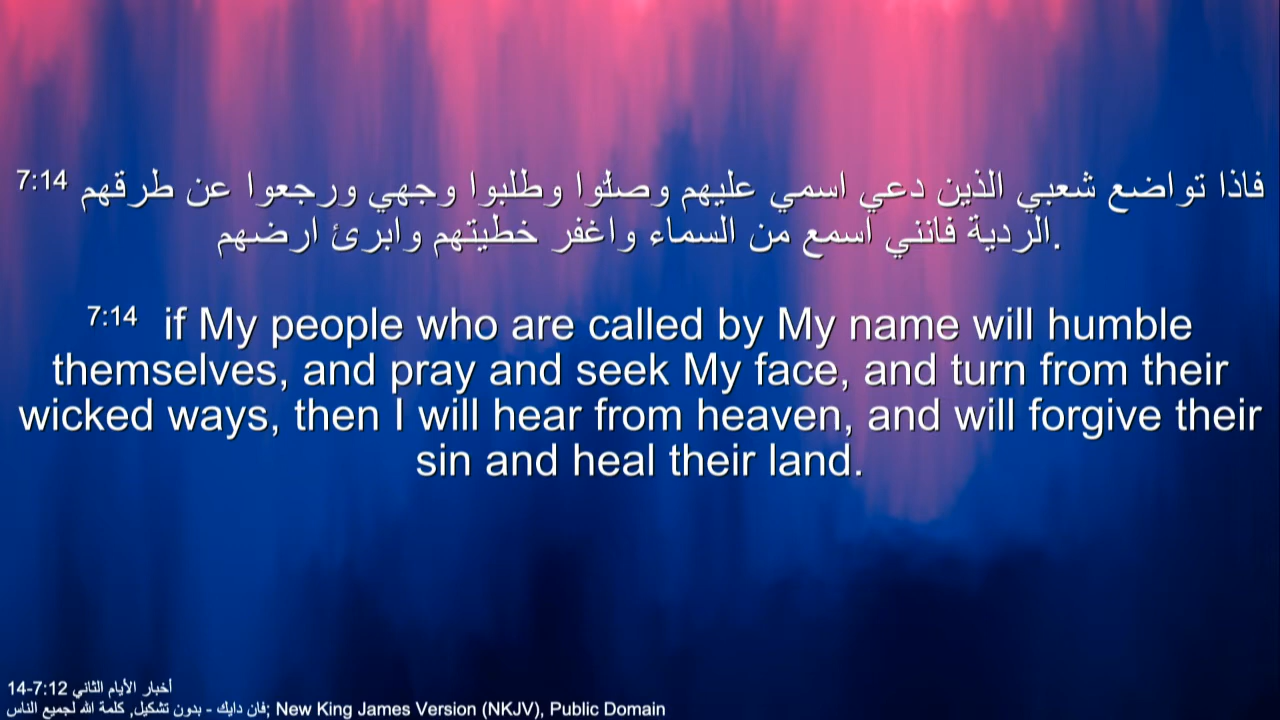 7:14 فاذا تواضع شعبي الذين دعي اسمي عليهم وصلّوا وطلبوا وجهي ورجعوا عن طرقهم
الردية فانني اسمع من السماء واغفر خطيتهم وابرئ ارضهم.
7:14 if My people who are called by My name will humble
themselves, and pray and seek My face, and turn from their
wicked ways, then I will hear from heaven, and will forgive their
sin and heal their land.
أخبار الأيام الثاني 7:12-14
فان دايك - بدون تشكيل, كلمة الله لجميع الناس; New King James Version (NKJV), Public Domain